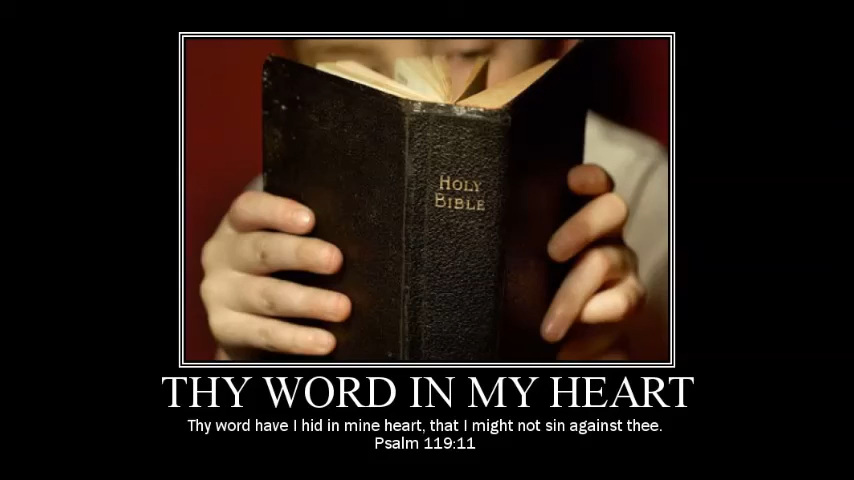 HOLY
BIBLE
THY WORD IN MY HEART
Thy word have I hid in mine heart, that I might not sin against thee.
Psalm 119:11